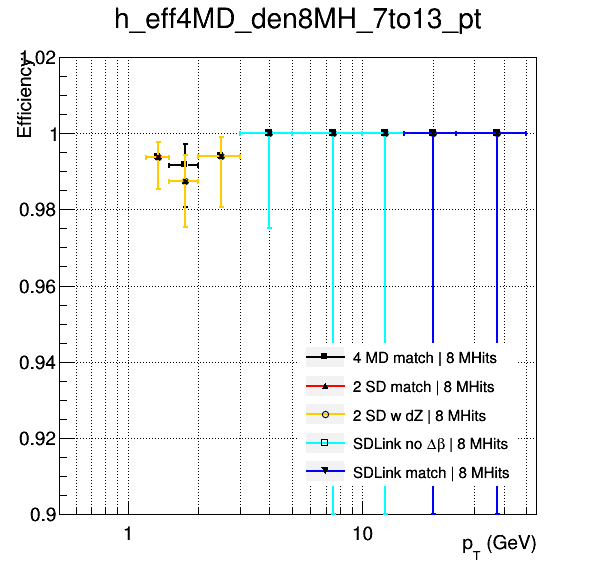 h_eff4MD_den8MH_7to13_pt
Efficiency
1.02
1
0.98
0.96
0.94
0.92
0.9
4 MD match | 8 MHits
2 SD match | 8 MHits
2 SD w dZ | 8 MHits
SDLink no Δβ | 8 MHits
SDLink match | 8 MHits
1
10
p_T (GeV)